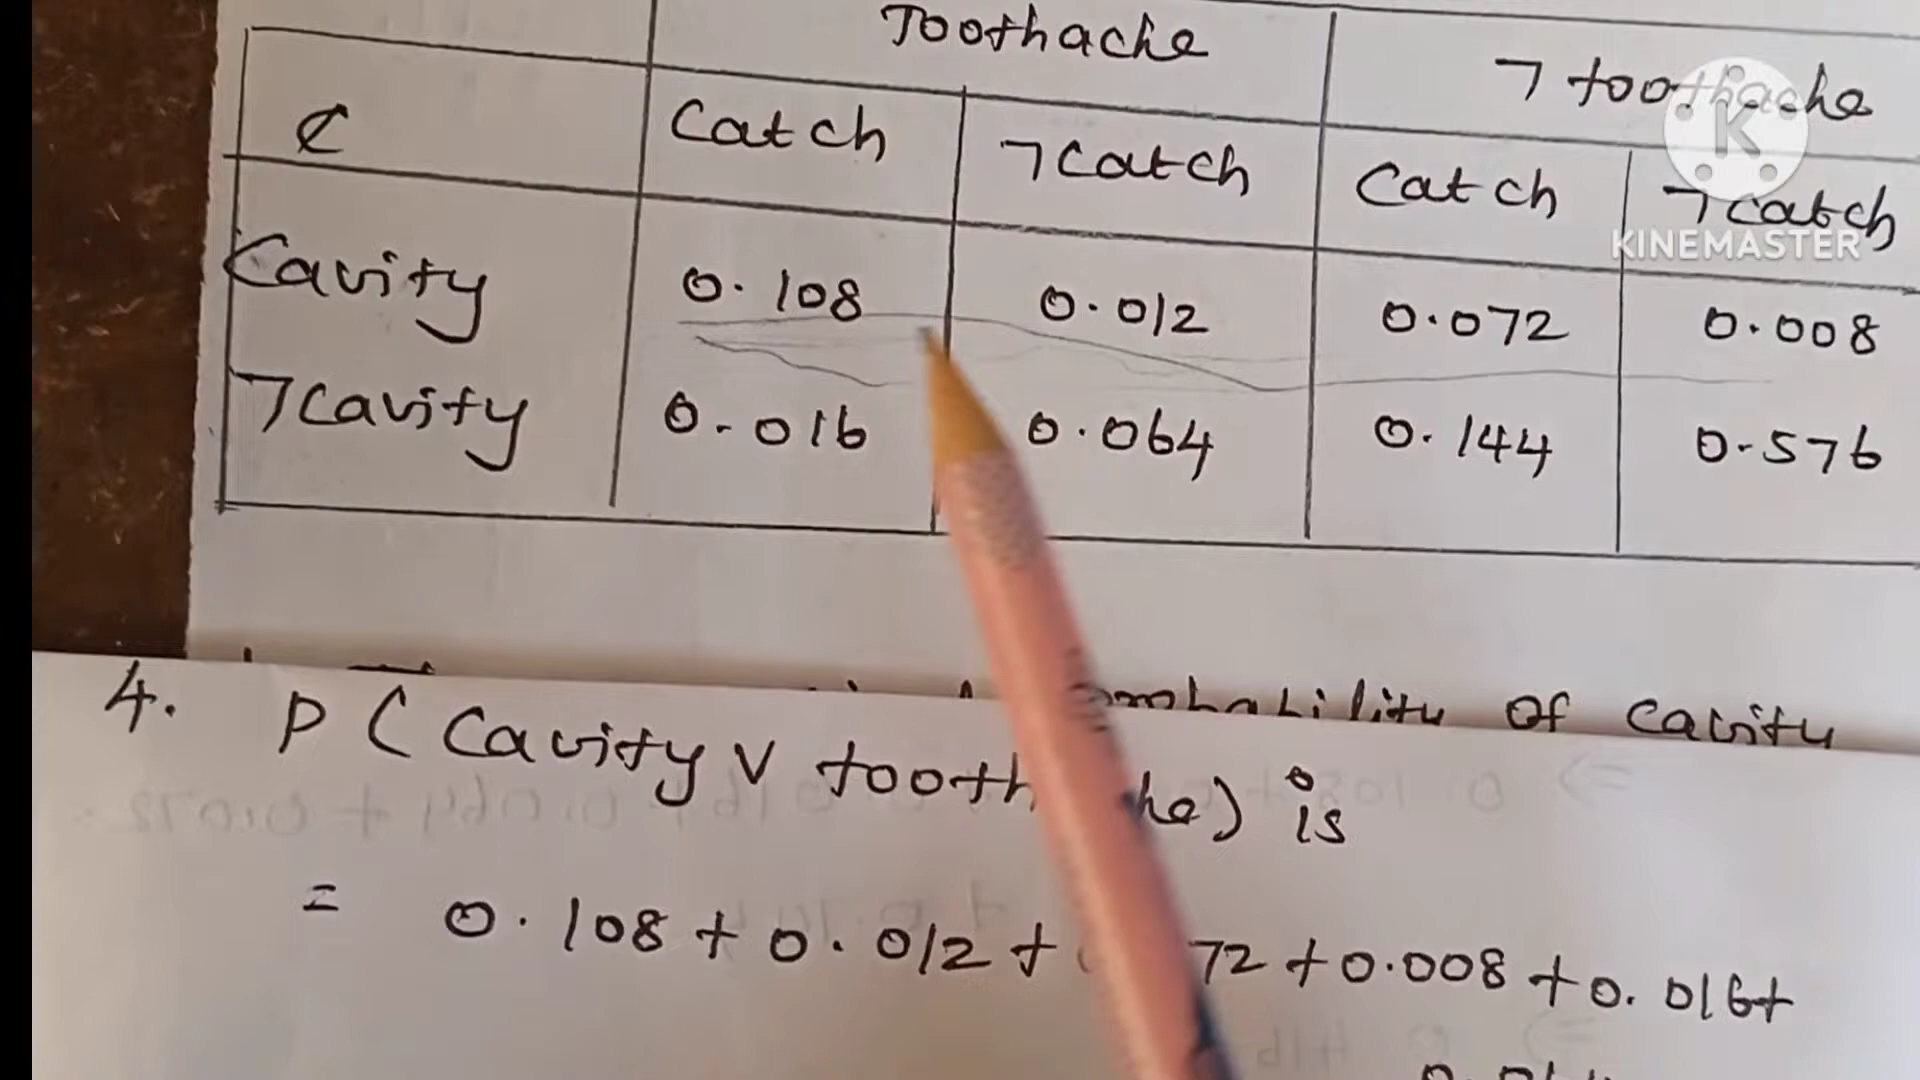 Toothache ¬ toothache
¢ Catch ¬Catch Catch ¬Catch
KINEMASTER
Cavity 0.108 0.012 0.072 0.008
¬Cavity 0.016 0.064 0.144 0.576
probability of cavity
4. P ( Cavity ∨ is
= 0.108 + 0.012 + 72 + 0.008 + 0.016 +